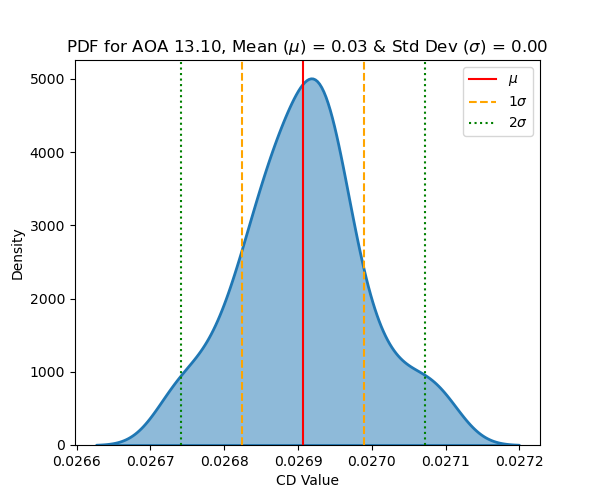 PDF for AOA 13.10, Mean (μ) = 0.03 & Std Dev (σ) = 0.00
μ
1σ
2σ
5000
4000
3000
2000
1000
0
Density
0.0266 0.0267 0.0268 0.0269 0.0270 0.0271 0.0272
CD Value